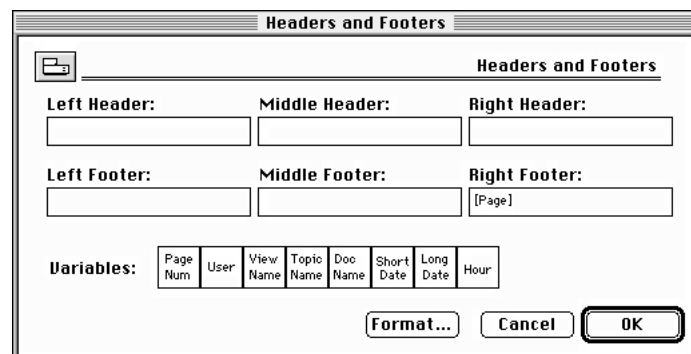 Headers and Footers
Headers and Footers
Left Header: Middle Header: Right Header:
Left Footer: Middle Footer: Right Footer:
[Page]
Variables: Page Num User View Name Topic Name Doc Name Short Date Long Date Hour
Format... Cancel OK